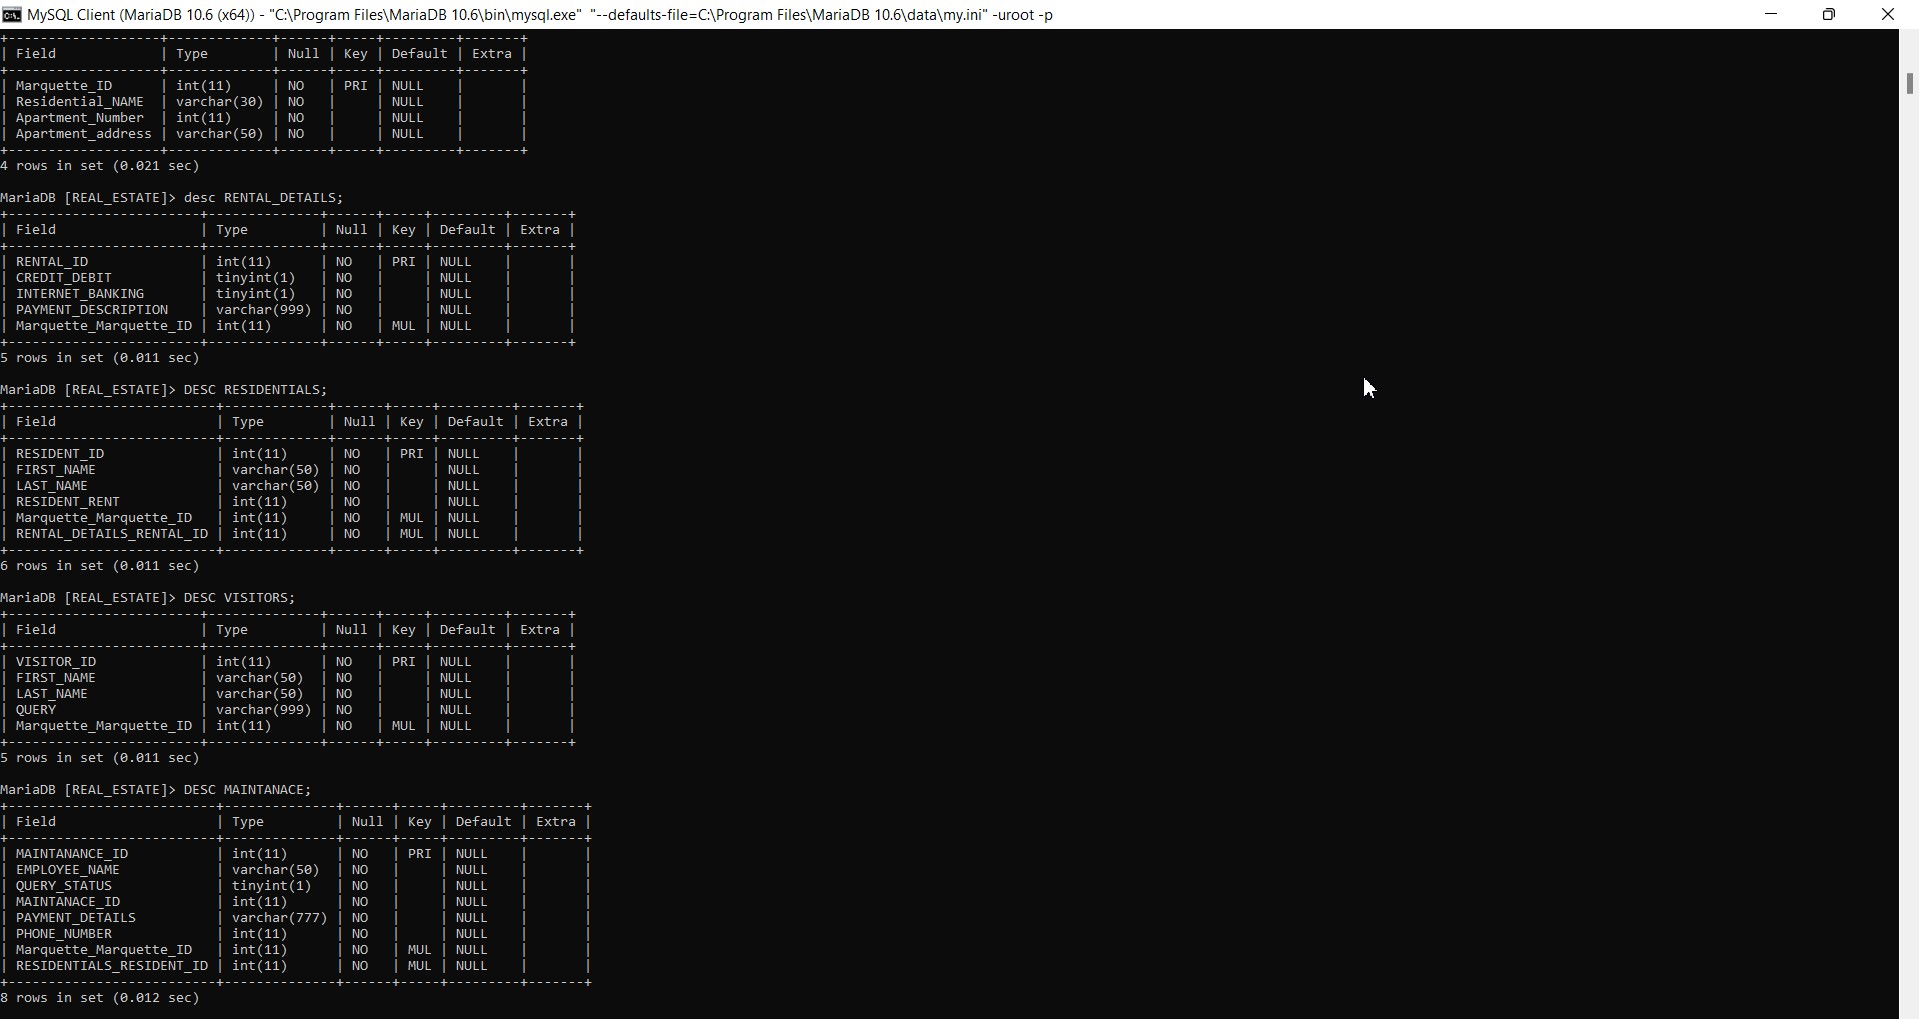 MySQL Client (MariaDB 10.6 (x64)) - "C:\Program Files\MariaDB 10.6\bin\mysql.exe" "--defaults-file=C:\Program Files\MariaDB 10.6\data\my.ini" -uroot -p
+--------------------+-------------+------+-----+---------+-------+
| Field              | Type        | Null | Key | Default | Extra |
+--------------------+-------------+------+-----+---------+-------+
| Marquette_ID       | int(11)     | NO   | PRI | NULL    |       |
| Residential_NAME   | varchar(30) | NO   |     | NULL    |       |
| Apartment_Number   | int(11)     | NO   |     | NULL    |       |
| Apartment_address  | varchar(50) | NO   |     | NULL    |       |
+--------------------+-------------+------+-----+---------+-------+
4 rows in set (0.021 sec)
MariaDB [REAL_ESTATE]> desc RENTAL_DETAILS;
+------------------------+--------------+------+-----+---------+-------+
| Field                  | Type         | Null | Key | Default | Extra |
+------------------------+--------------+------+-----+---------+-------+
| RENTAL_ID              | int(11)      | NO   | PRI | NULL    |       |
| CREDIT_DEBIT           | tinyint(1)   | NO   |     | NULL    |       |
| INTERNET_BANKING       | tinyint(1)   | NO   |     | NULL    |       |
| PAYMENT_DESCRIPTION    | varchar(999) | NO   |     | NULL    |       |
| Marquette_Marquette_ID | int(11)      | NO   | MUL | NULL    |       |
+------------------------+--------------+------+-----+---------+-------+
5 rows in set (0.011 sec)
MariaDB [REAL_ESTATE]> DESC RESIDENTIALS;
+--------------------------+-------------+------+-----+---------+-------+
| Field                    | Type        | Null | Key | Default | Extra |
+--------------------------+-------------+------+-----+---------+-------+
| RESIDENT_ID              | int(11)     | NO   | PRI | NULL    |       |
| FIRST_NAME               | varchar(50) | NO   |     | NULL    |       |
| LAST_NAME                | varchar(50) | NO   |     | NULL    |       |
| RESIDENT_RENT            | int(11)     | NO   |     | NULL    |       |
| Marquette_Marquette_ID   | int(11)     | NO   | MUL | NULL    |       |
| RENTAL_DETAILS_RENTAL_ID | int(11)     | NO   | MUL | NULL    |       |
+--------------------------+-------------+------+-----+---------+-------+
6 rows in set (0.011 sec)
MariaDB [REAL_ESTATE]> DESC VISITORS;
+------------------------+--------------+------+-----+---------+-------+
| Field                  | Type         | Null | Key | Default | Extra |
+------------------------+--------------+------+-----+---------+-------+
| VISITOR_ID             | int(11)      | NO   | PRI | NULL    |       |
| FIRST_NAME             | varchar(50)  | NO   |     | NULL    |       |
| LAST_NAME              | varchar(50)  | NO   |     | NULL    |       |
| QUERY                  | varchar(999) | NO   |     | NULL    |       |
| Marquette_Marquette_ID | int(11)      | NO   | MUL | NULL    |       |
+------------------------+--------------+------+-----+---------+-------+
5 rows in set (0.011 sec)
MariaDB [REAL_ESTATE]> DESC MAINTANACE;
+--------------------------+--------------+------+-----+---------+-------+
| Field                    | Type         | Null | Key | Default | Extra |
+--------------------------+--------------+------+-----+---------+-------+
| MAINTANANCE_ID           | int(11)      | NO   | PRI | NULL    |       |
| EMPLOYEE_NAME            | varchar(50)  | NO   |     | NULL    |       |
| QUERY_STATUS             | tinyint(1)   | NO   |     | NULL    |       |
| MAINTANACE_ID            | int(11)      | NO   |     | NULL    |       |
| PAYMENT_DETAILS          | varchar(777) | NO   |     | NULL    |       |
| PHONE_NUMBER             | int(11)      | NO   |     | NULL    |       |
| Marquette_Marquette_ID   | int(11)      | NO   | MUL | NULL    |       |
| RESIDENTIALS_RESIDENT_ID | int(11)      | NO   | MUL | NULL    |       |
+--------------------------+--------------+------+-----+---------+-------+
8 rows in set (0.012 sec)